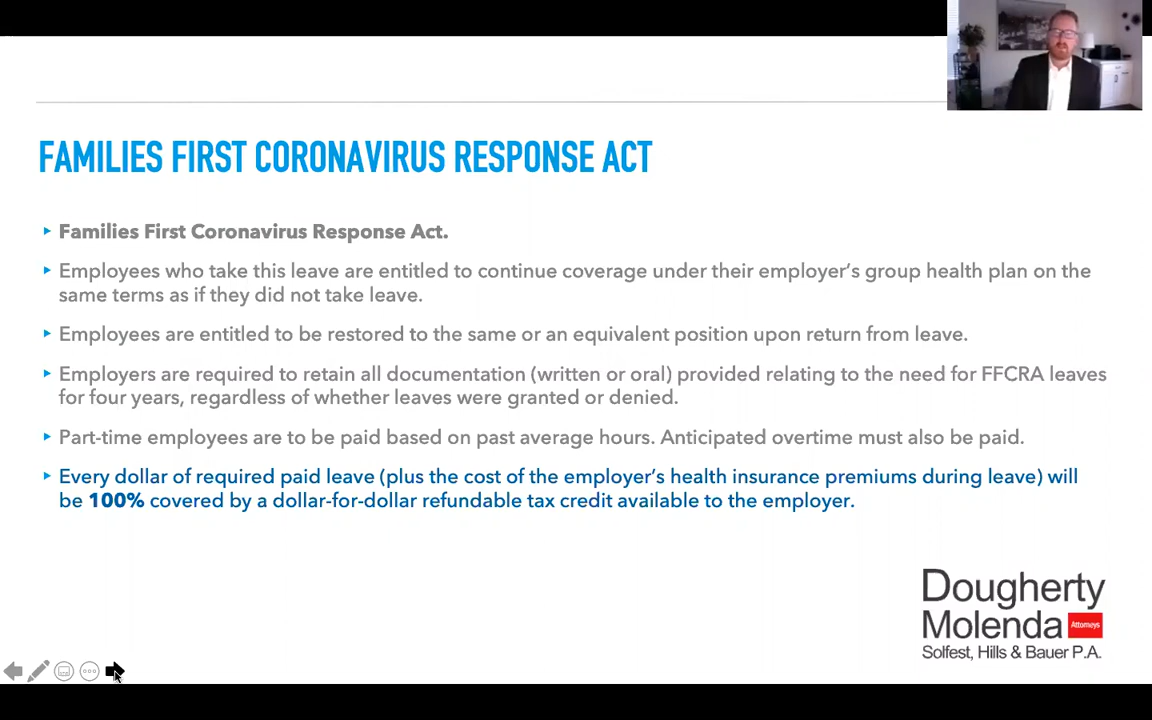 FAMILIES FIRST CORONAVIRUS RESPONSE ACT
Families First Coronavirus Response Act.
Employees who take this leave are entitled to continue coverage under their employer’s group health plan on the
same terms as if they did not take leave.
Employees are entitled to be restored to the same or an equivalent position upon return from leave.
Employers are required to retain all documentation (written or oral) provided relating to the need for FFCRA leaves
for four years, regardless of whether leaves were granted or denied.
Part-time employees are to be paid based on past average hours. Anticipated overtime must also be paid.
Every dollar of required paid leave (plus the cost of the employer’s health insurance premiums during leave) will
be 100% covered by a dollar-for-dollar refundable tax credit available to the employer.
Dougherty
Molenda Attorneys
Solfest, Hills & Bauer P.A.